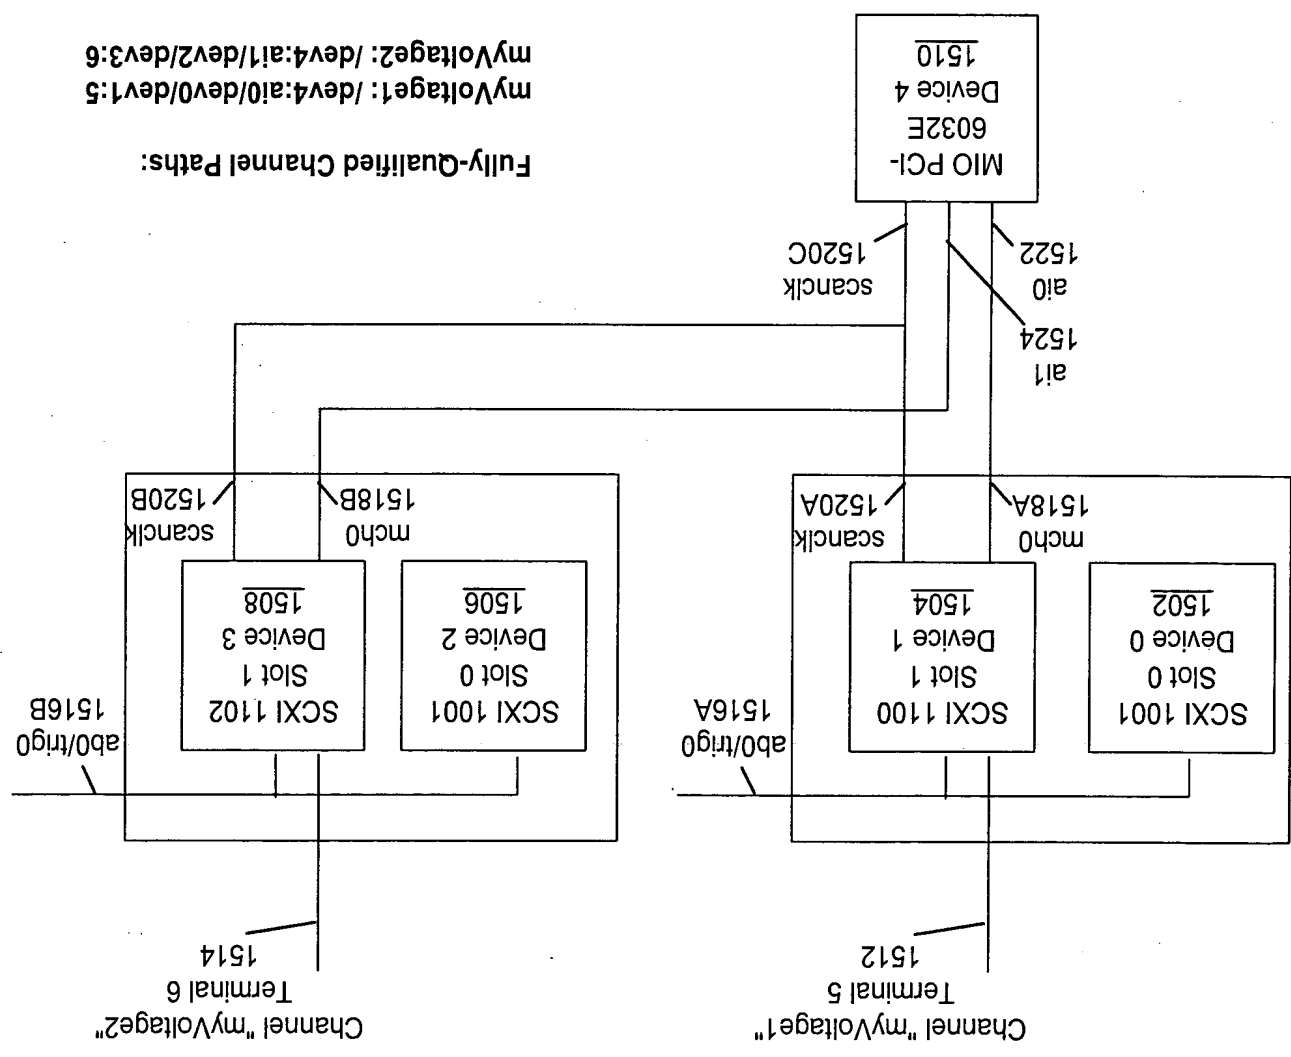 Channel "myVoltage1"
Terminal 5
1512
Channel "myVoltage2"
Terminal 6
1514
ab0/trig0
1516A
ab0/trig0
1516B
SCXI 1001
Slot 0
Device 0
1502
SCXI 1100
Slot 1
Device 1
1504
SCXI 1001
Slot 0
Device 2
1506
SCXI 1102
Slot 1
Device 3
1508
mch0
1518A
scanclk
1520A
mch0
1518B
scanclk
1520B
ai1
1524
ai0
1522
scanclk
1520C
MIO PCI-
6032E
Device 4
1510
Fully-Qualified Channel Paths:
myVoltage1: /dev4:ai0/dev0/dev1:5
myVoltage2: /dev4:ai1/dev2/dev3:6